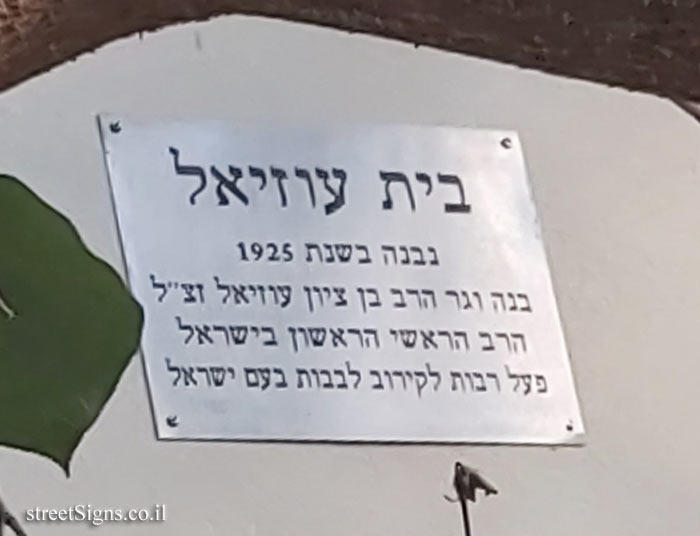 בית עוזיאל
נבנה בשנת 1925
בנה וגר הרב בן ציון עוזיאל זצ"ל
הרב הראשי הראשון בישראל
פעל רבות לקירוב לבבות בעם ישראל
streetSigns.co.il